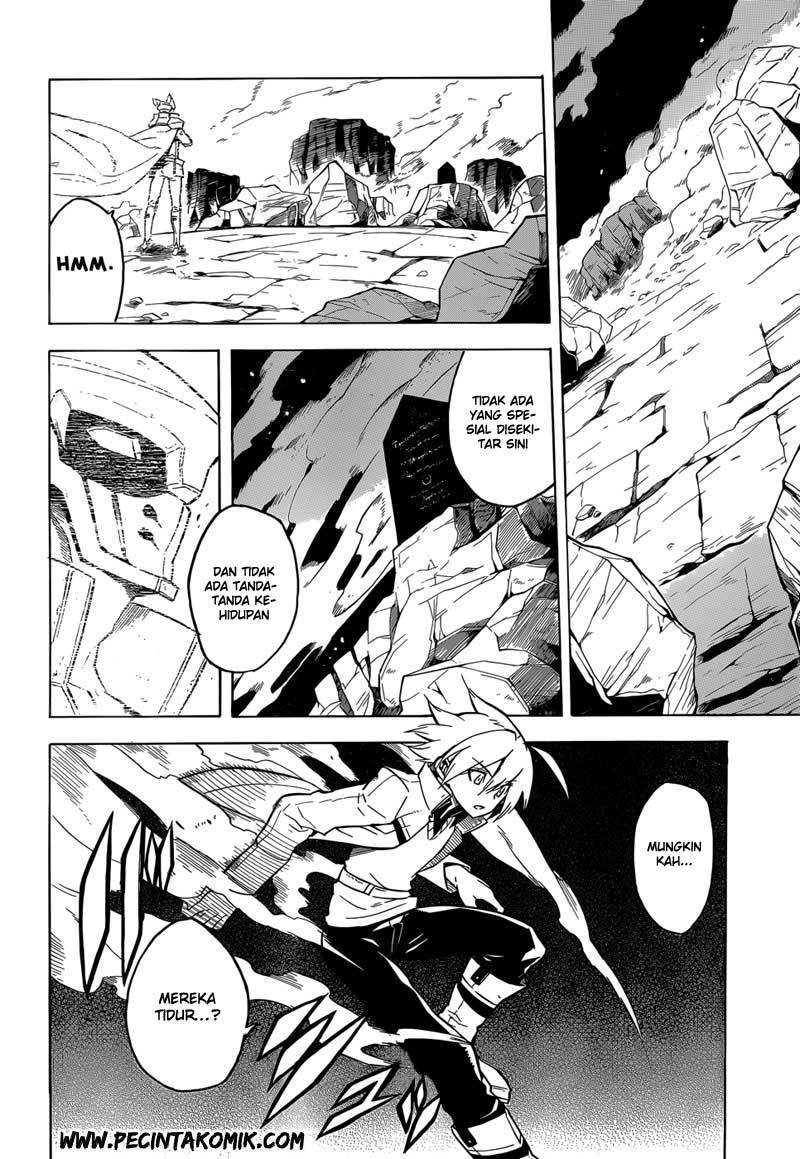 HMM.
TIDAK ADA
YANG SPE-
SIAL DISEKI-
TAR SINI
DAN TIDAK
ADA TANDA-
TANDA KE-
HIDUPAN
MUNGKIN
KAH...
MEREKA
TIDUR...?
WWW.PECINTAKOMIK.COM